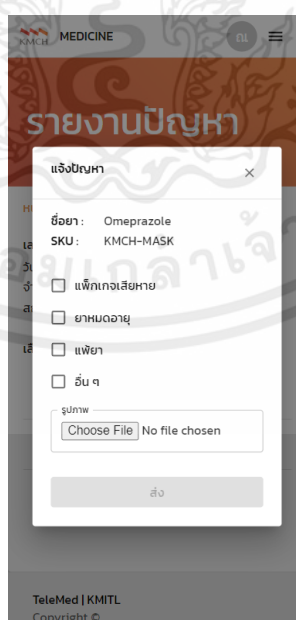 KMCH MEDICINE
ณ
รายงานปัญหา
แจ้งปัญหา
×
ชื่อยา : Omeprazole
SKU : KMCH-MASK
แพ็กเกจเสียหาย
ยาหมดอายุ
แพ้ยา
อื่น ๆ
รูปภาพ
Choose File No file chosen
ส่ง
TeleMed | KMITL
Copyright ©